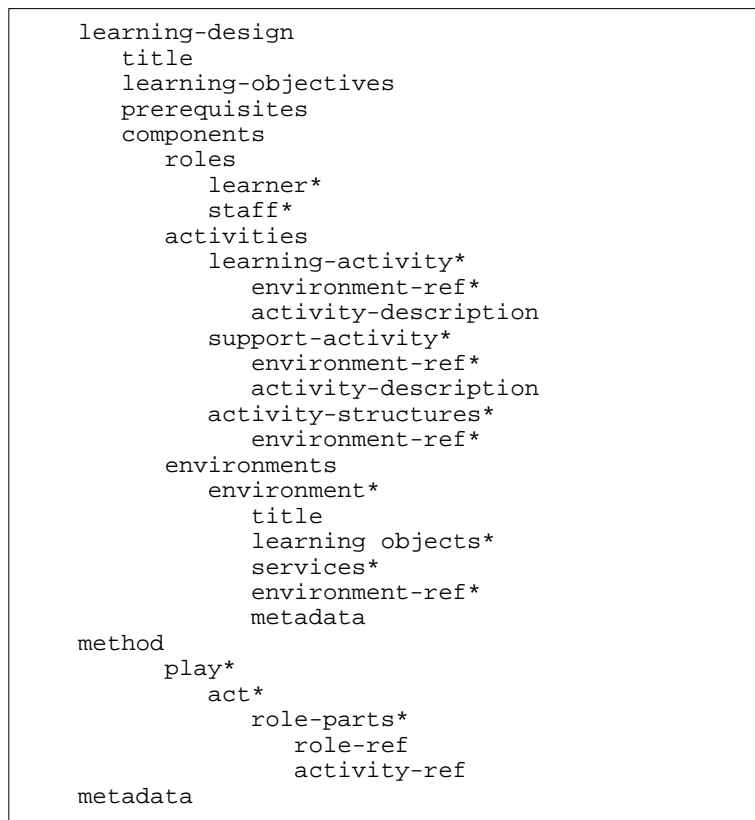 learning-design
title
learning-objectives
prerequisites
components
roles
learner*
staff*
activities
learning-activity*
environment-ref*
activity-description
support-activity*
environment-ref*
activity-description
activity-structures*
environment-ref*
environments
environment*
title
learning objects*
services*
environment-ref*
metadata
method
play*
act*
role-parts*
role-ref
activity-ref
metadata